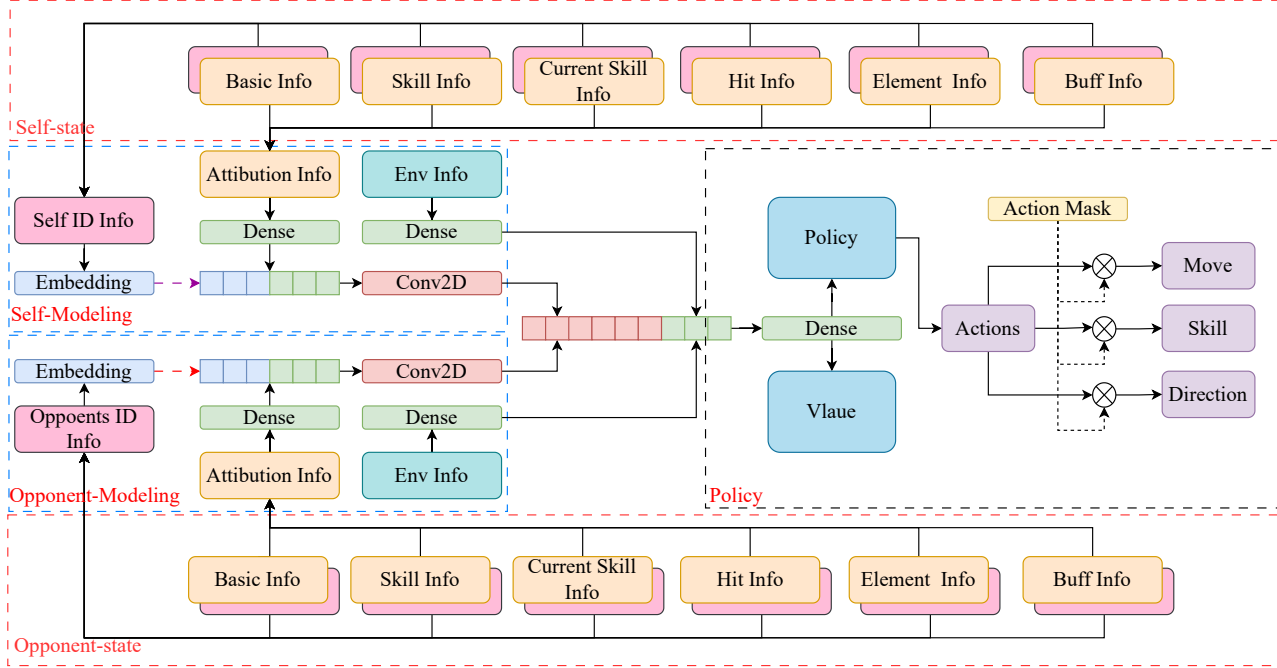 Basic Info
Skill Info
Current Skill
Info
Hit Info
Element Info
Buff Info
Self-state
Attibution Info
Env Info
Self ID Info
Dense
Dense
Embedding
Conv2D
Self-Modeling
Action Mask
Policy
Move
Actions
Skill
Dense
Direction
Vlaue
Policy
Embedding
Conv2D
Oppoents ID
Info
Dense
Dense
Attibution Info
Env Info
Opponent-Modeling
Basic Info
Skill Info
Current Skill
Info
Hit Info
Element Info
Buff Info
Opponent-state